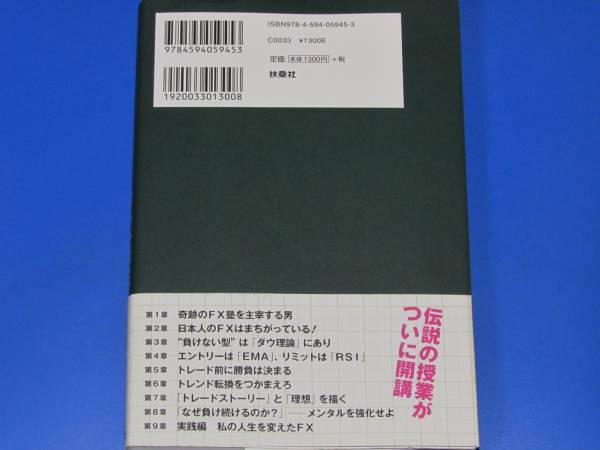 ISBN978-4-594-05945-3
C0033 ¥1300E
定価: 本体1300円 +税
扶桑社
9784594059453
1920033013008
伝説の授業が
ついに開講
第1章 奇跡のFX塾を主宰する男
第2章 日本人のFXはまちがっている!
第3章 “負けない型”は「ダウ理論」にあり
第4章 エントリーは「EMA」、リミットは「RSI」
第5章 トレード前に勝負は決まる
第6章 トレンド転換をつかまえろ
第7章 「トレードストーリー」と「理想」を描く
第8章 「なぜ負け続けるのか?」――メンタルを強化せよ
第9章 実践編 私の人生を変えたFX